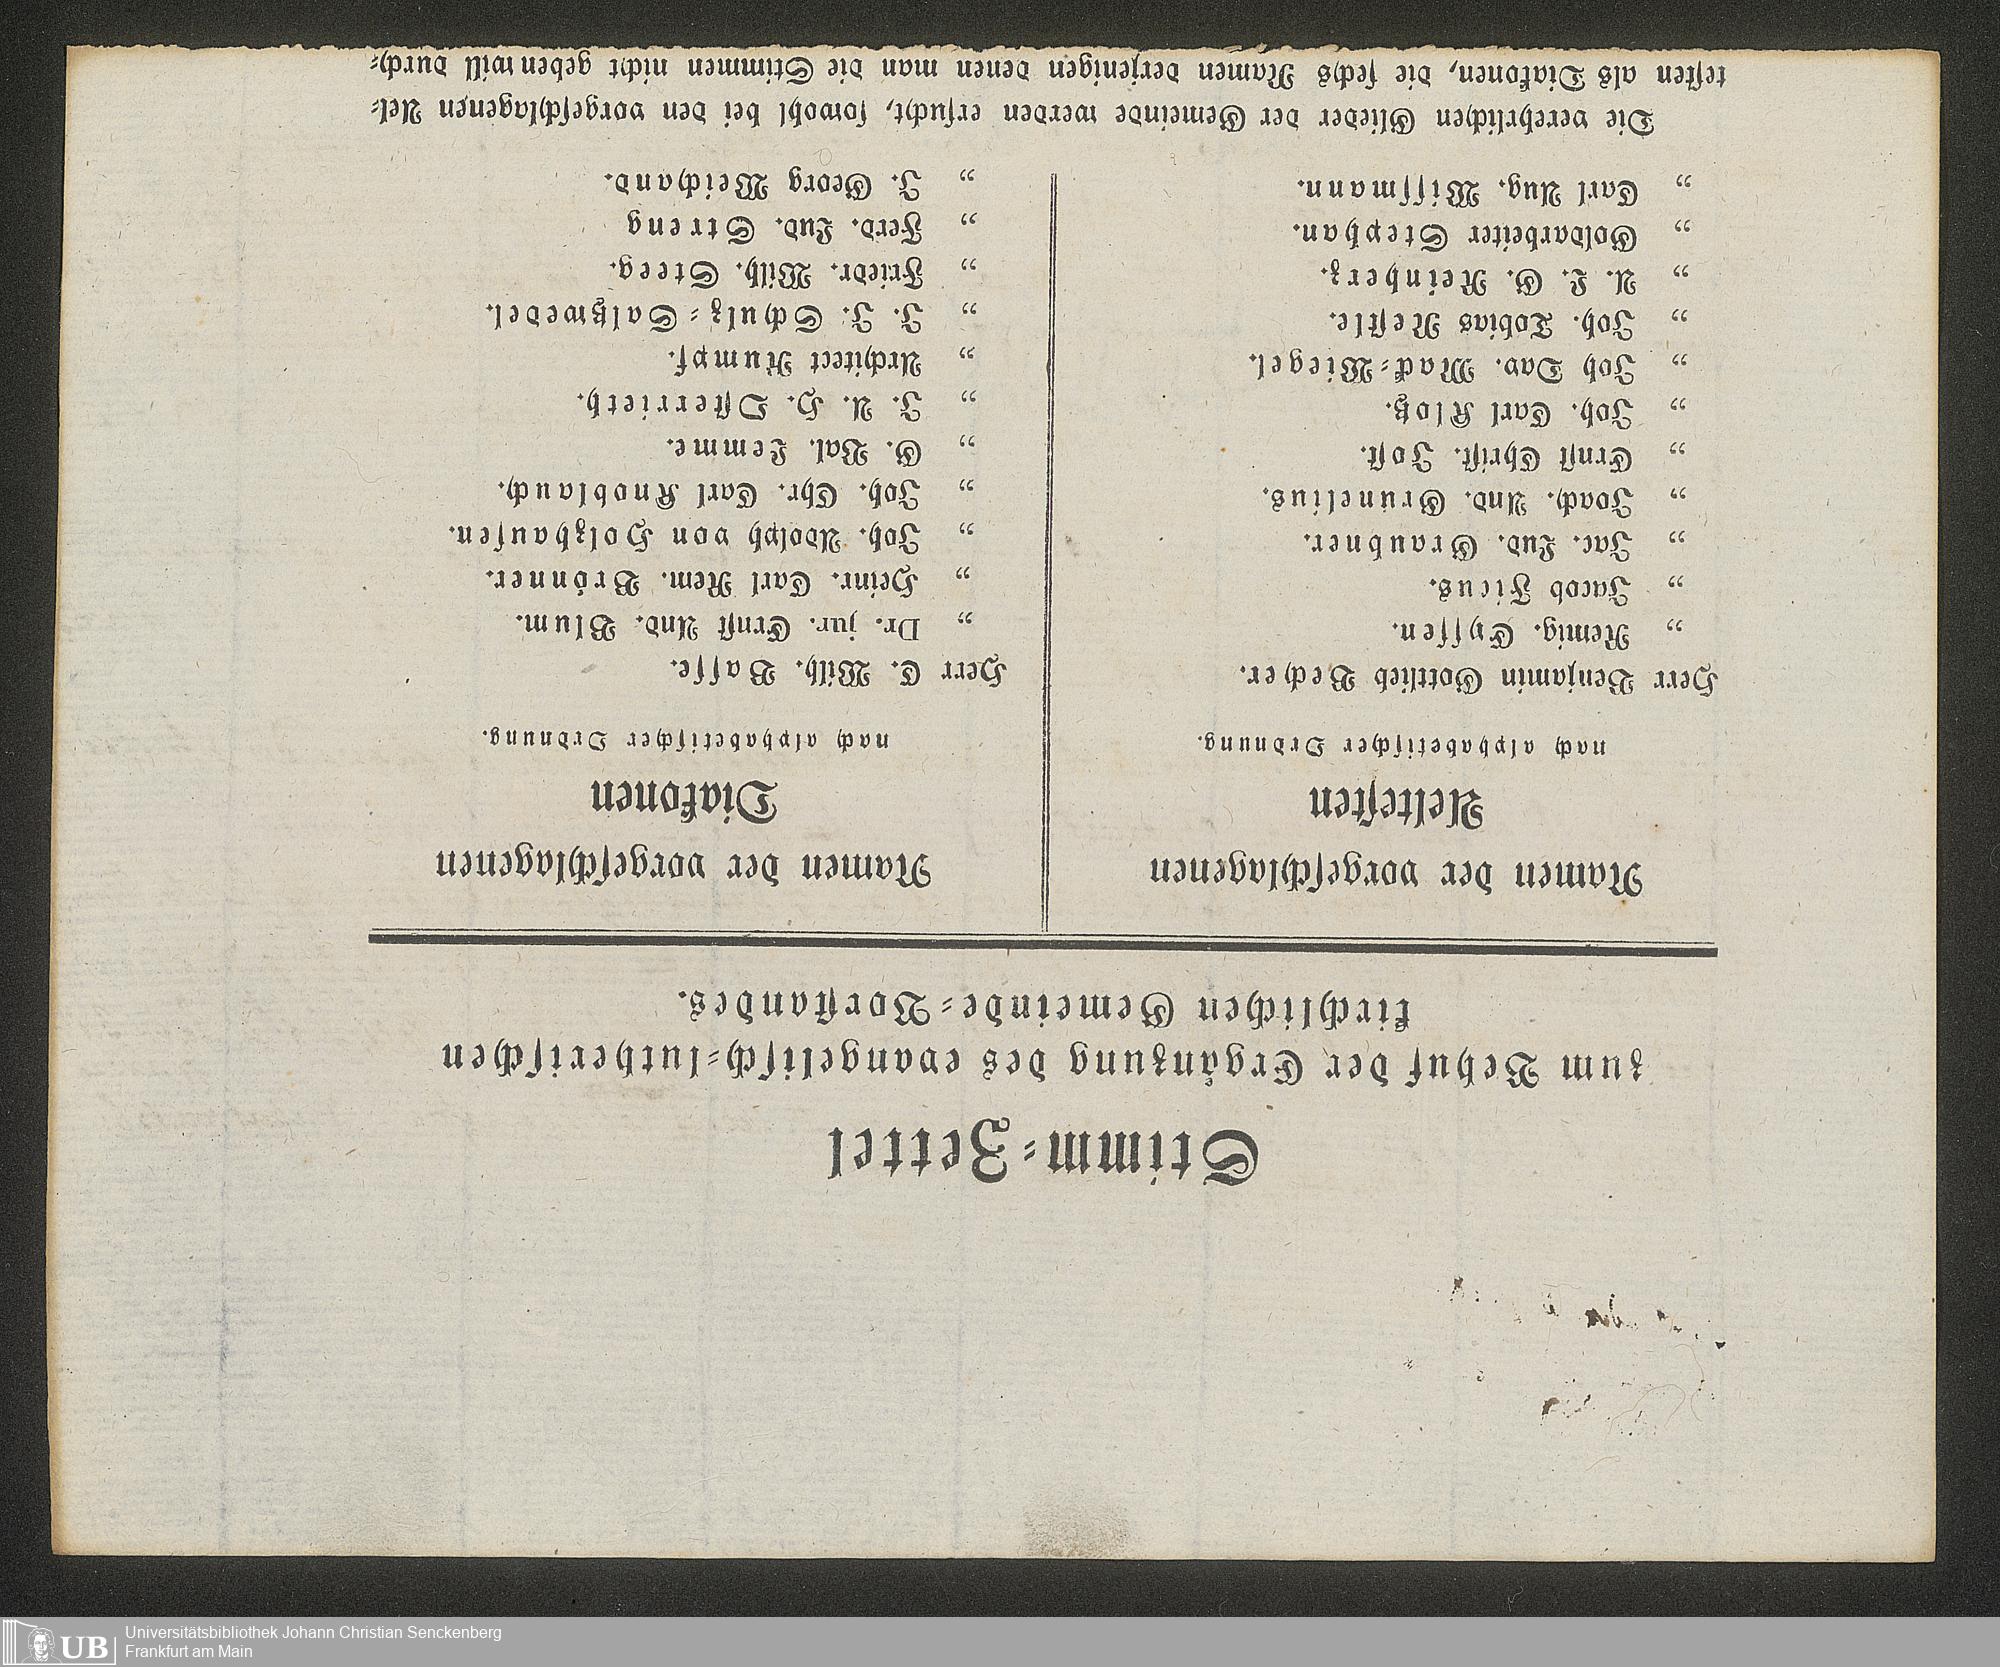 Stimm=Zettel
zum Behuf der Ergänzung des evangelisch=lutherischen
kirchlichen Gemeinde=Vorstandes.
Namen der vorgeschlagenen
Aeltesten
nach alphabetischer Ordnung.
Herr Benjamin Gottlieb Becher.
„ Remig. Eyssen.
„ Jacob Ficus.
„ Jac. Lud. Graubner.
„ Joach. And. Grunelius.
„ Ernst Christ. Jost.
„ Joh. Carl Klotz.
„ Joh Dav. Mack=Wiegel.
„ Joh. Tobias Nestle.
„ A. L. G. Reinherz.
„ Goldarbeiter Stephan.
„ Carl Aug. Wissmann.
Namen der vorgeschlagenen
Diakonen
nach alphabetischer Ordnung.
Herr C. Wilh. Basse.
„ Dr. jur. Ernst And. Blum.
„ Heinr. Carl Rem. Brönner.
„ Joh. Adolph von Holzhausen.
„ Joh. Chr. Carl Knoblauch.
„ G. Val. Lemme.
„ J. A. H. Osterrieth.
„ Architect Rumpf.
„ J. J. Schulz=Salzwedel.
„ Friedr. Wilh. Steeg.
„ Ferd. Lud. Streng
„ J. Georg Weichand.
Die verehrlichen Glieder der Gemeinde werden ersucht, sowohl bei den vorgeschlagenen Ael=
testen als Diakonen, die sechs Namen derjenigen denen man die Stimmen nicht geben will durch=
UB
Universitätsbibliothek Johann Christian Senckenberg
Frankfurt am Main